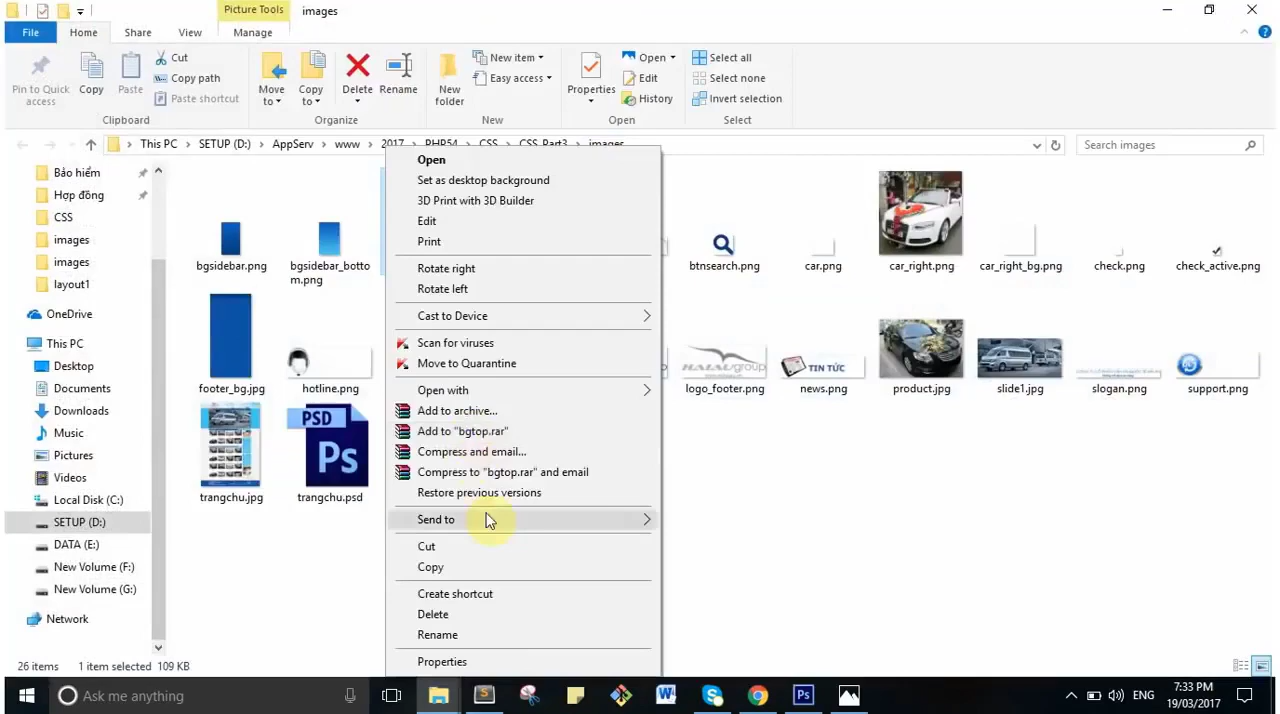 Picture Tools
images
File
Home
Share
View
Manage
Pin to Quick access
Copy
Paste
Cut
Copy path
Paste shortcut
Clipboard
Move to
Copy to
Delete
Rename
Organize
New folder
New item
Easy access
New
Properties
Open
Edit
History
Open
Select all
Select none
Invert selection
Select
This PC > SETUP (D:) > AppServ > www > 2017 > PHP54 > CSS > CSS_Part3 > images
Search images
Bảo hiểm
Hợp đồng
CSS
images
images
layout1
OneDrive
This PC
Desktop
Documents
Downloads
Music
Pictures
Videos
Local Disk (C:)
SETUP (D:)
DATA (E:)
New Volume (F:)
New Volume (G:)
Network
bgsidebar.png
bgsidebar_botto
m.png
btnsearch.png
car.png
car_right.png
car_right_bg.png
check.png
check_active.png
footer_bg.jpg
hotline.png
logo_footer.png
TIN TỨC
news.png
product.jpg
slide1.jpg
slogan.png
support.png
trangchu.jpg
PSD
Ps
trangchu.psd
Open
Set as desktop background
3D Print with 3D Builder
Edit
Print
Rotate right
Rotate left
Cast to Device
Scan for viruses
Move to Quarantine
Open with
Add to archive...
Add to "bgtop.rar"
Compress and email...
Compress to "bgtop.rar" and email
Restore previous versions
Send to
Cut
Copy
Create shortcut
Delete
Rename
Properties
26 items
1 item selected 109 KB
Ask me anything
ENG
7:33 PM
19/03/2017